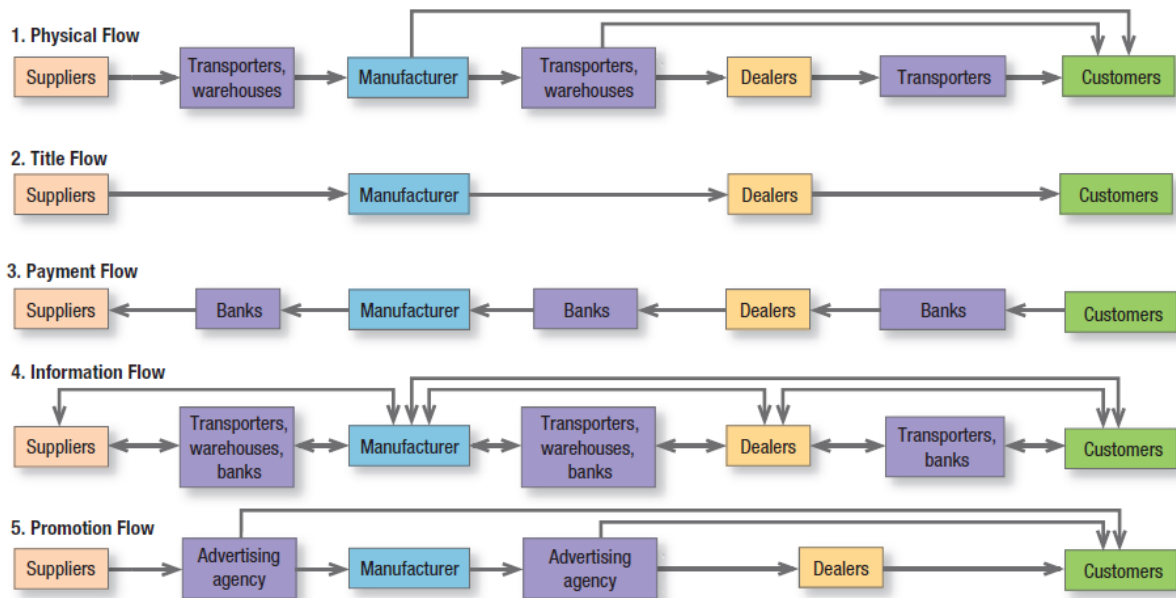 1. Physical Flow
Suppliers
Transporters,
warehouses
Manufacturer
Transporters,
warehouses
Dealers
Transporters
Customers
2. Title Flow
Suppliers
Manufacturer
Dealers
Customers
3. Payment Flow
Suppliers
Banks
Manufacturer
Banks
Dealers
Banks
Customers
4. Information Flow
Suppliers
Transporters,
warehouses,
banks
Manufacturer
Transporters,
warehouses,
banks
Dealers
Transporters,
banks
Customers
5. Promotion Flow
Suppliers
Advertising
agency
Manufacturer
Advertising
agency
Dealers
Customers